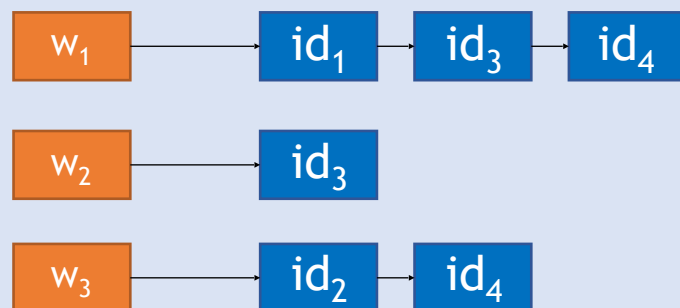 w₁ id₁ id₃ id₄
w₂ id₃
w₃ id₂ id₄